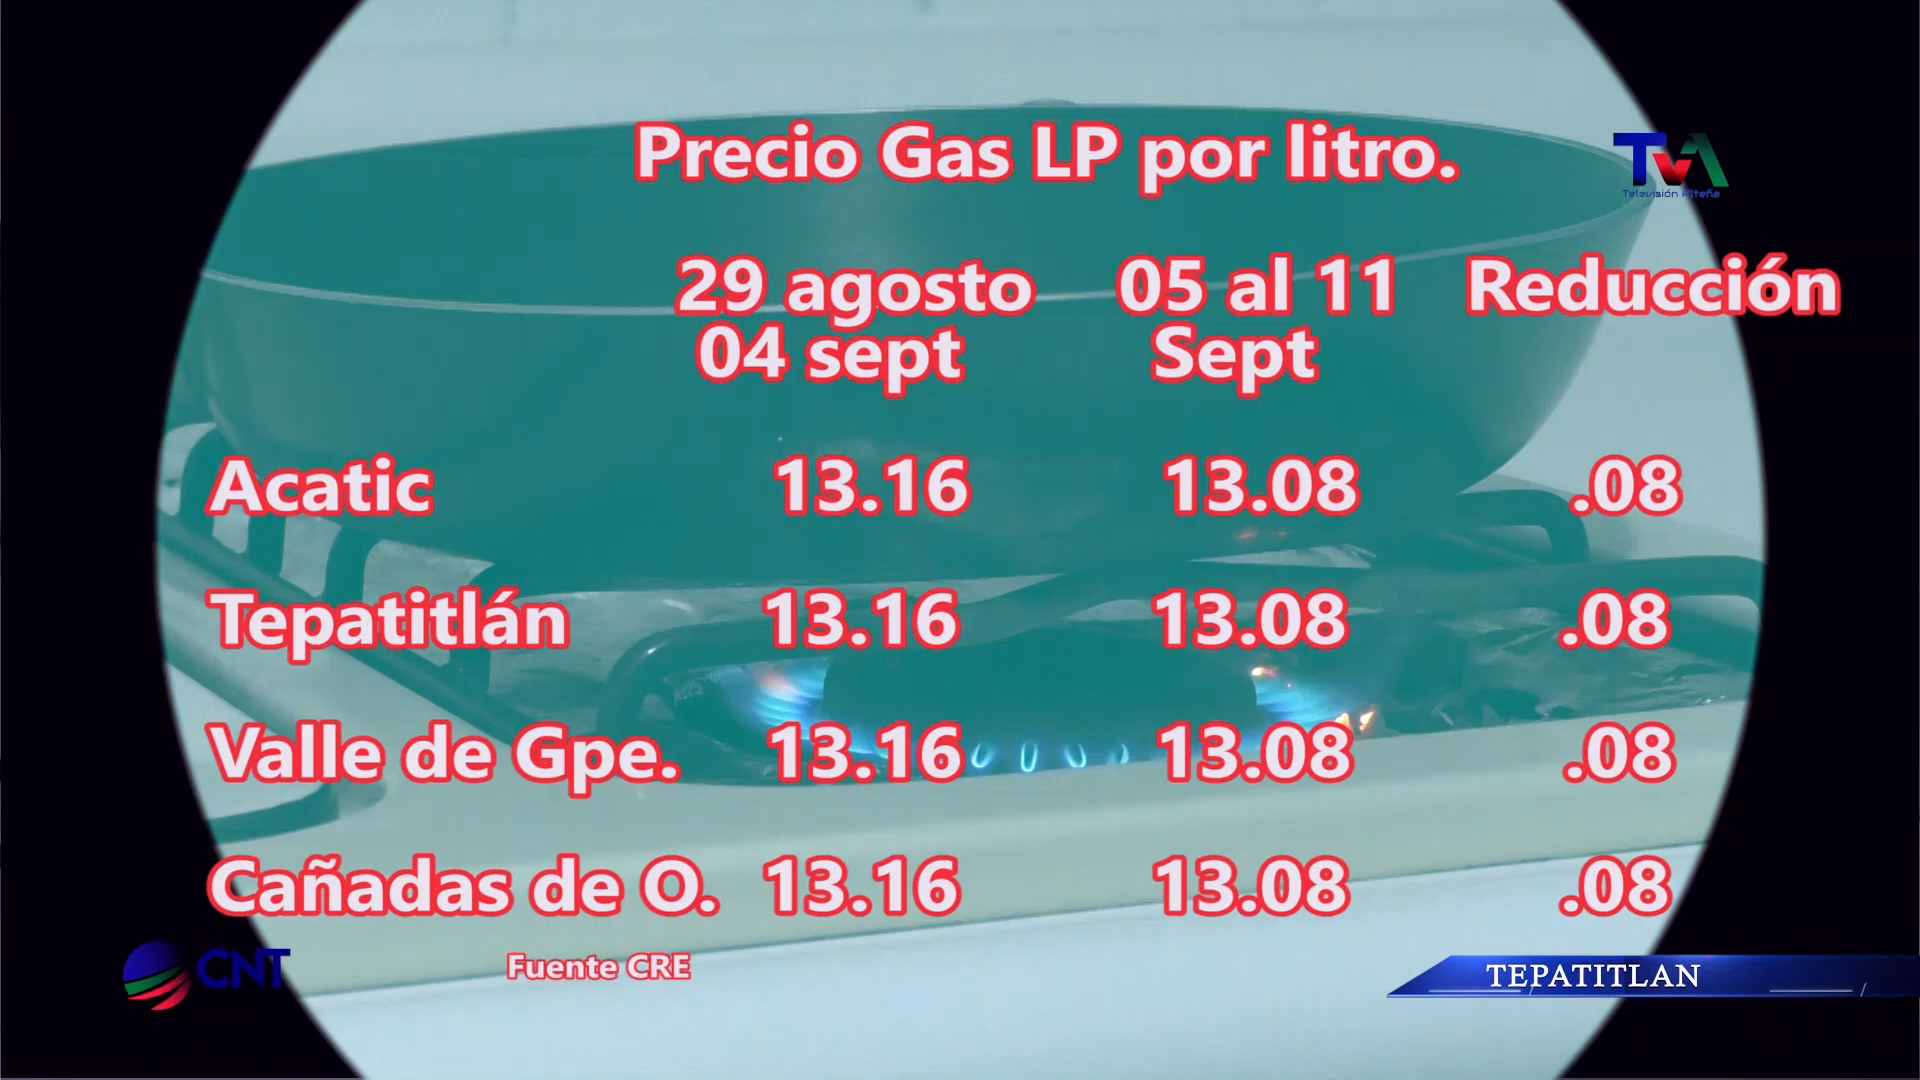 Precio Gas LP por litro.
TVA
Televisión Alteña
29 agosto 05 al 11 Reducción
04 sept Sept
Acatic 13.16 13.08 .08
Tepatitlán 13.16 13.08 .08
Valle de Gpe. 13.16 13.08 .08
Cañadas de O. 13.16 13.08 .08
CNT
Fuente CRE
TEPATITLAN